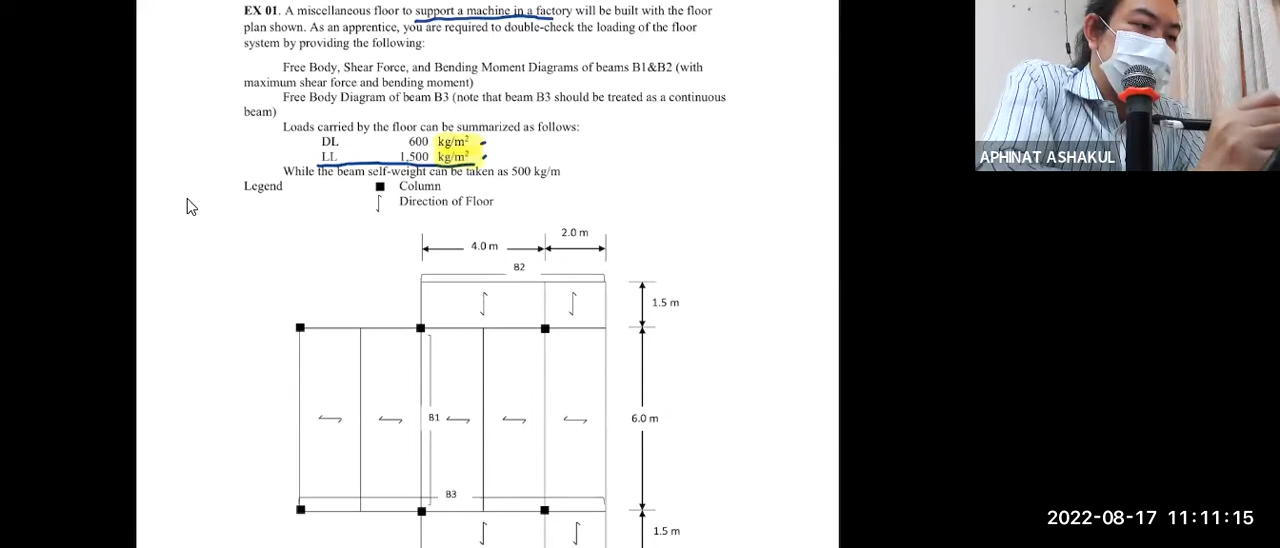 EX 01. A miscellaneous floor to support a machine in a factory will be built with the floor
plan shown. As an apprentice, you are required to double-check the loading of the floor
system by providing the following:
Free Body, Shear Force, and Bending Moment Diagrams of beams B1&B2 (with
maximum shear force and bending moment)
Free Body Diagram of beam B3 (note that beam B3 should be treated as a continuous
beam)
Loads carried by the floor can be summarized as follows:
DL 600 kg/m²
LL 1,500 kg/m²
While the beam self-weight can be taken as 500 kg/m
Legend Column
Direction of Floor
APHINAT ASHAKUL
2.0 m
4.0 m
B2
1.5 m
B1
6.0 m
B3
1.5 m
2022-08-17 11:11:15